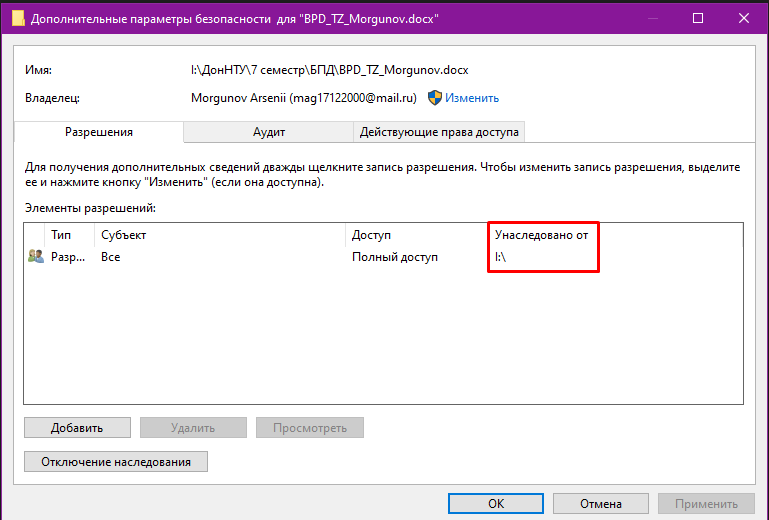 Дополнительные параметры безопасности для "BPD_TZ_Morgunov.docx"
Имя: I:\ДонНТУ\7 семестр\БПД\BPD_TZ_Morgunov.docx
Владелец: Morgunov Arsenii (mag17122000@mail.ru) Изменить
Разрешения Аудит Действующие права доступа
Для получения дополнительных сведений дважды щелкните запись разрешения. Чтобы изменить запись разрешения, выделите
ее и нажмите кнопку "Изменить" (если она доступна).
Элементы разрешений:
Тип Субъект Доступ Унаследовано от
Разр... Все Полный доступ I:\
Добавить Удалить Просмотреть
Отключение наследования
ОК Отмена Применить